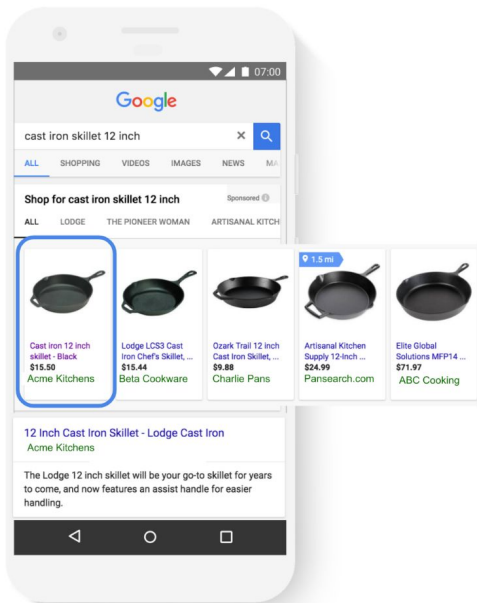 07:00
Google
cast iron skillet 12 inch
ALL SHOPPING VIDEOS IMAGES NEWS MA
Shop for cast iron skillet 12 inch Sponsored
ALL LODGE THE PIONEER WOMAN ARTISANAL KITCH
1.5 mi
Cast iron 12 inch
skillet - Black
$15.50
Acme Kitchens
Lodge LCS3 Cast
Iron Chef's Skillet, ...
$15.44
Beta Cookware
Ozark Trail 12 inch
Cast Iron Skillet, ...
$9.88
Charlie Pans
Artisanal Kitchen
Supply 12-Inch ...
$24.99
Pansearch.com
Elite Global
Solutions MFP14 ...
$71.97
ABC Cooking
12 Inch Cast Iron Skillet - Lodge Cast Iron
Acme Kitchens
The Lodge 12 inch skillet will be your go-to skillet for years
to come, and now features an assist handle for easier
handling.